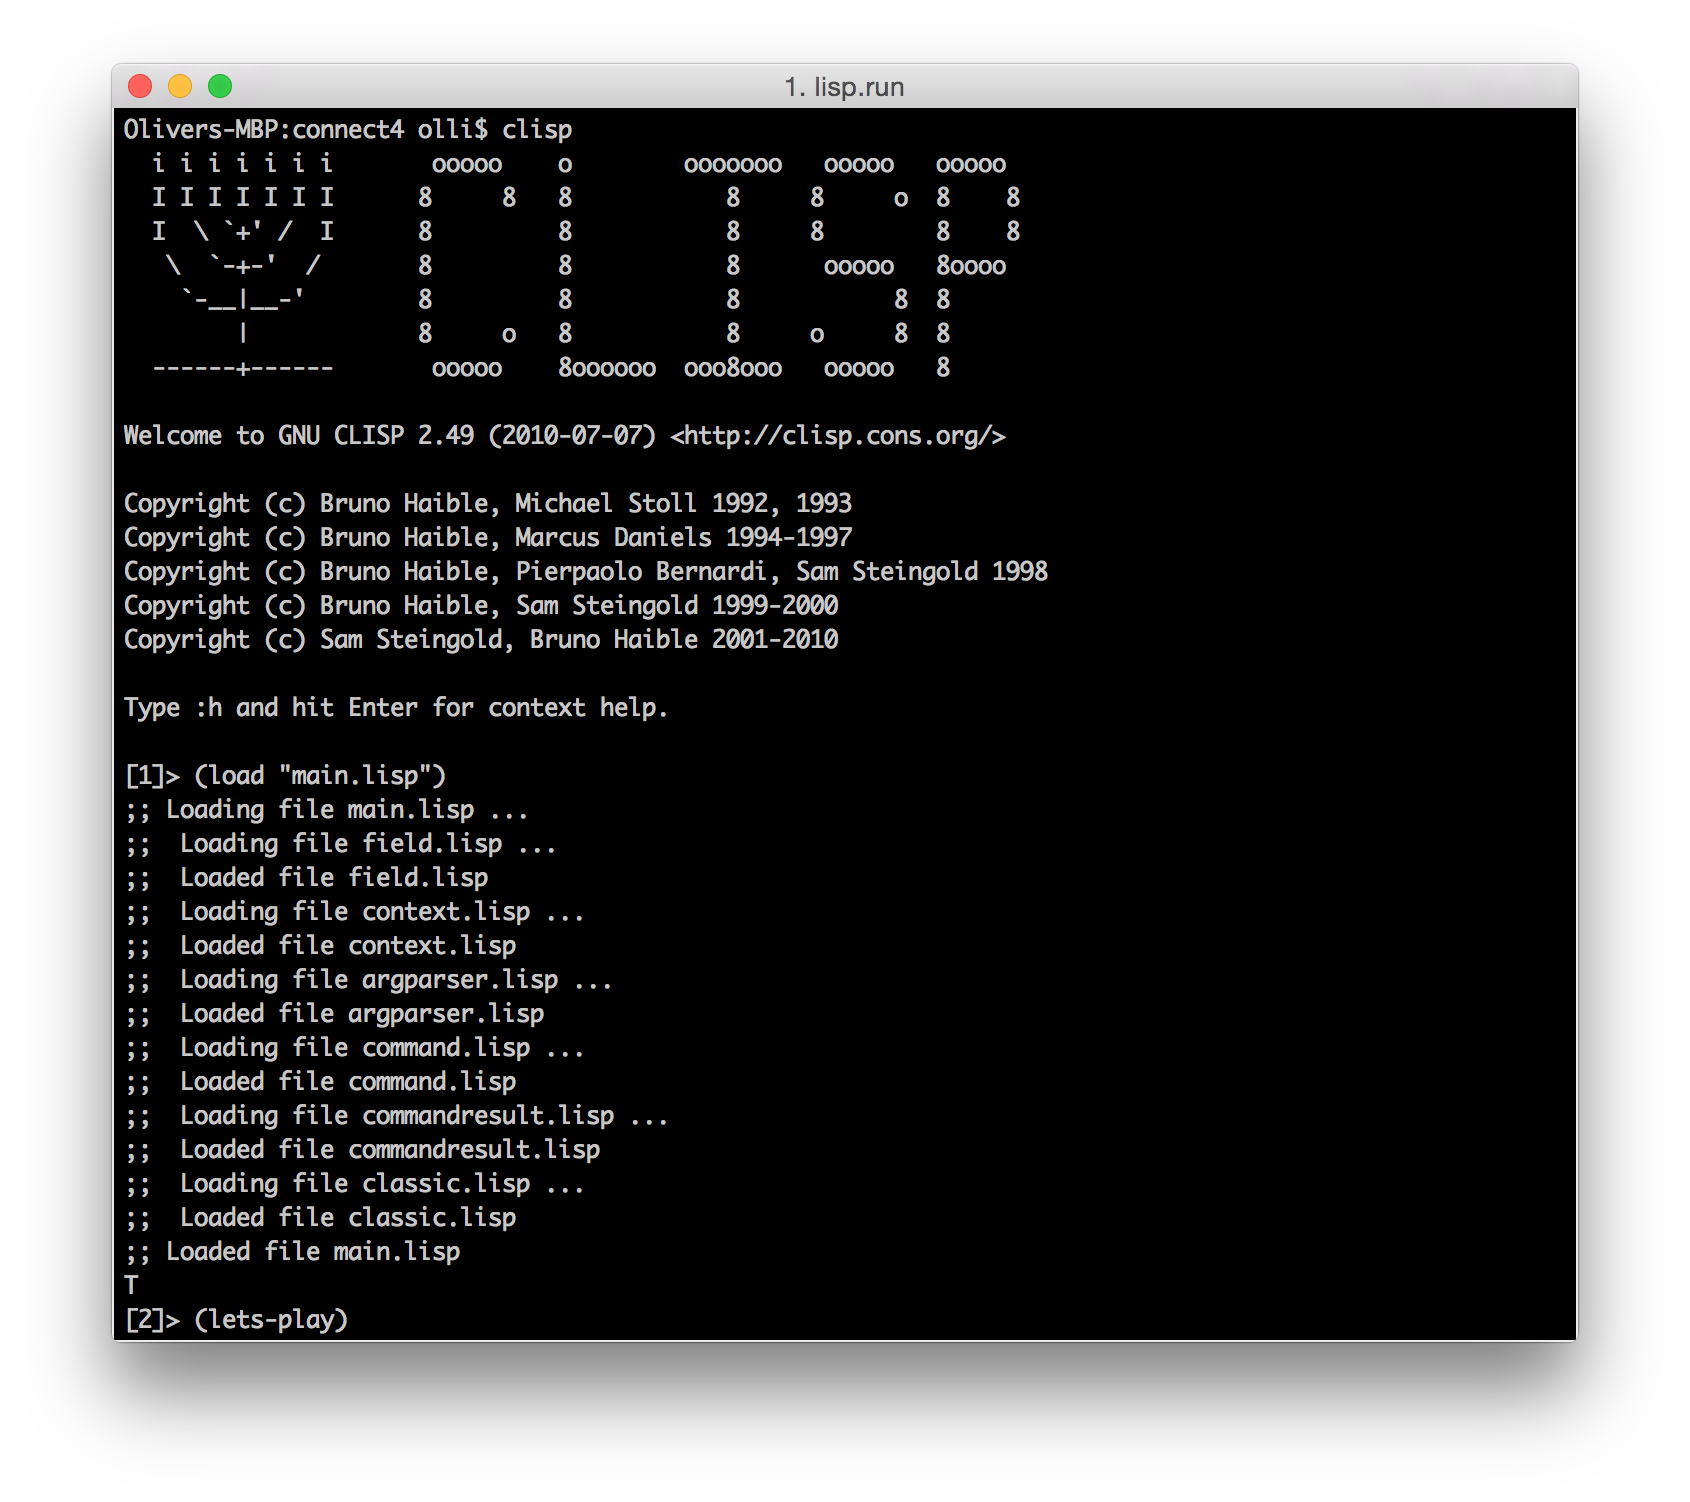 1. lisp.run
Olivers-MBP:connect4 olli$ clisp
  i i i i i i i       ooooo    o        ooooooo   ooooo   ooooo
  I I I I I I I      8     8   8           8     8     o  8    8
  I  \ `+' /  I      8         8           8     8        8    8
   \  `-+-' /       8         8           8      ooooo   8oooo
    `-__|__-'        8         8           8           8  8
        |            8     o   8           8     o     8  8
  ------+------       ooooo    8oooooo  ooo8ooo   ooooo   8
Welcome to GNU CLISP 2.49 (2010-07-07) <http://clisp.cons.org/>
Copyright (c) Bruno Haible, Michael Stoll 1992, 1993
Copyright (c) Bruno Haible, Marcus Daniels 1994-1997
Copyright (c) Bruno Haible, Pierpaolo Bernardi, Sam Steingold 1998
Copyright (c) Bruno Haible, Sam Steingold 1999-2000
Copyright (c) Sam Steingold, Bruno Haible 2001-2010
Type :h and hit Enter for context help.
[1]> (load "main.lisp")
;; Loading file main.lisp ...
;;  Loading file field.lisp ...
;;  Loaded file field.lisp
;;  Loading file context.lisp ...
;;  Loaded file context.lisp
;;  Loading file argparser.lisp ...
;;  Loaded file argparser.lisp
;;  Loading file command.lisp ...
;;  Loaded file command.lisp
;;  Loading file commandresult.lisp ...
;;  Loaded file commandresult.lisp
;;  Loading file classic.lisp ...
;;  Loaded file classic.lisp
;; Loaded file main.lisp
T
[2]> (lets-play)